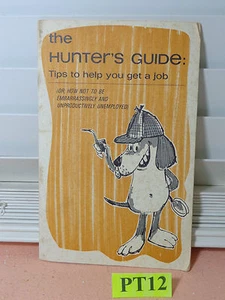 the
HUNTER'S GUIDE:
Tips to help you get a job
(OR, HOW NOT TO BE
EMBARRASSINGLY AND
UNPRODUCTIVELY UNEMPLOYED)
PT12